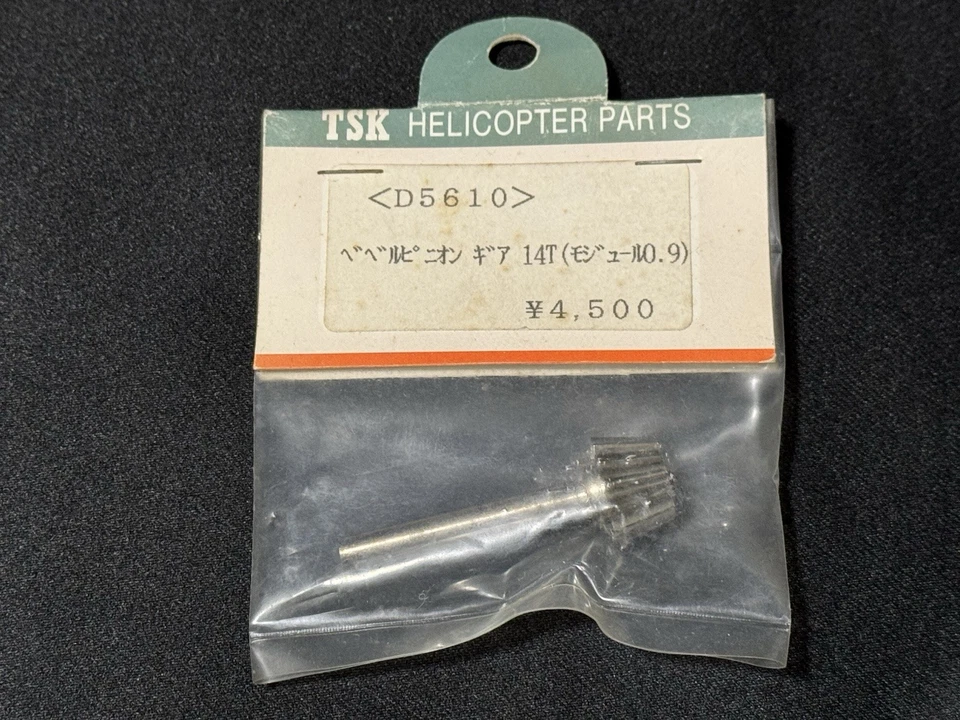 TSK HELICOPTER PARTS
<D5610>
ﾍﾞﾍﾞﾙﾋﾟﾆｵﾝ ｷﾞｱ 14T(ﾓｼﾞｭｰﾙ0.9)
¥4,500